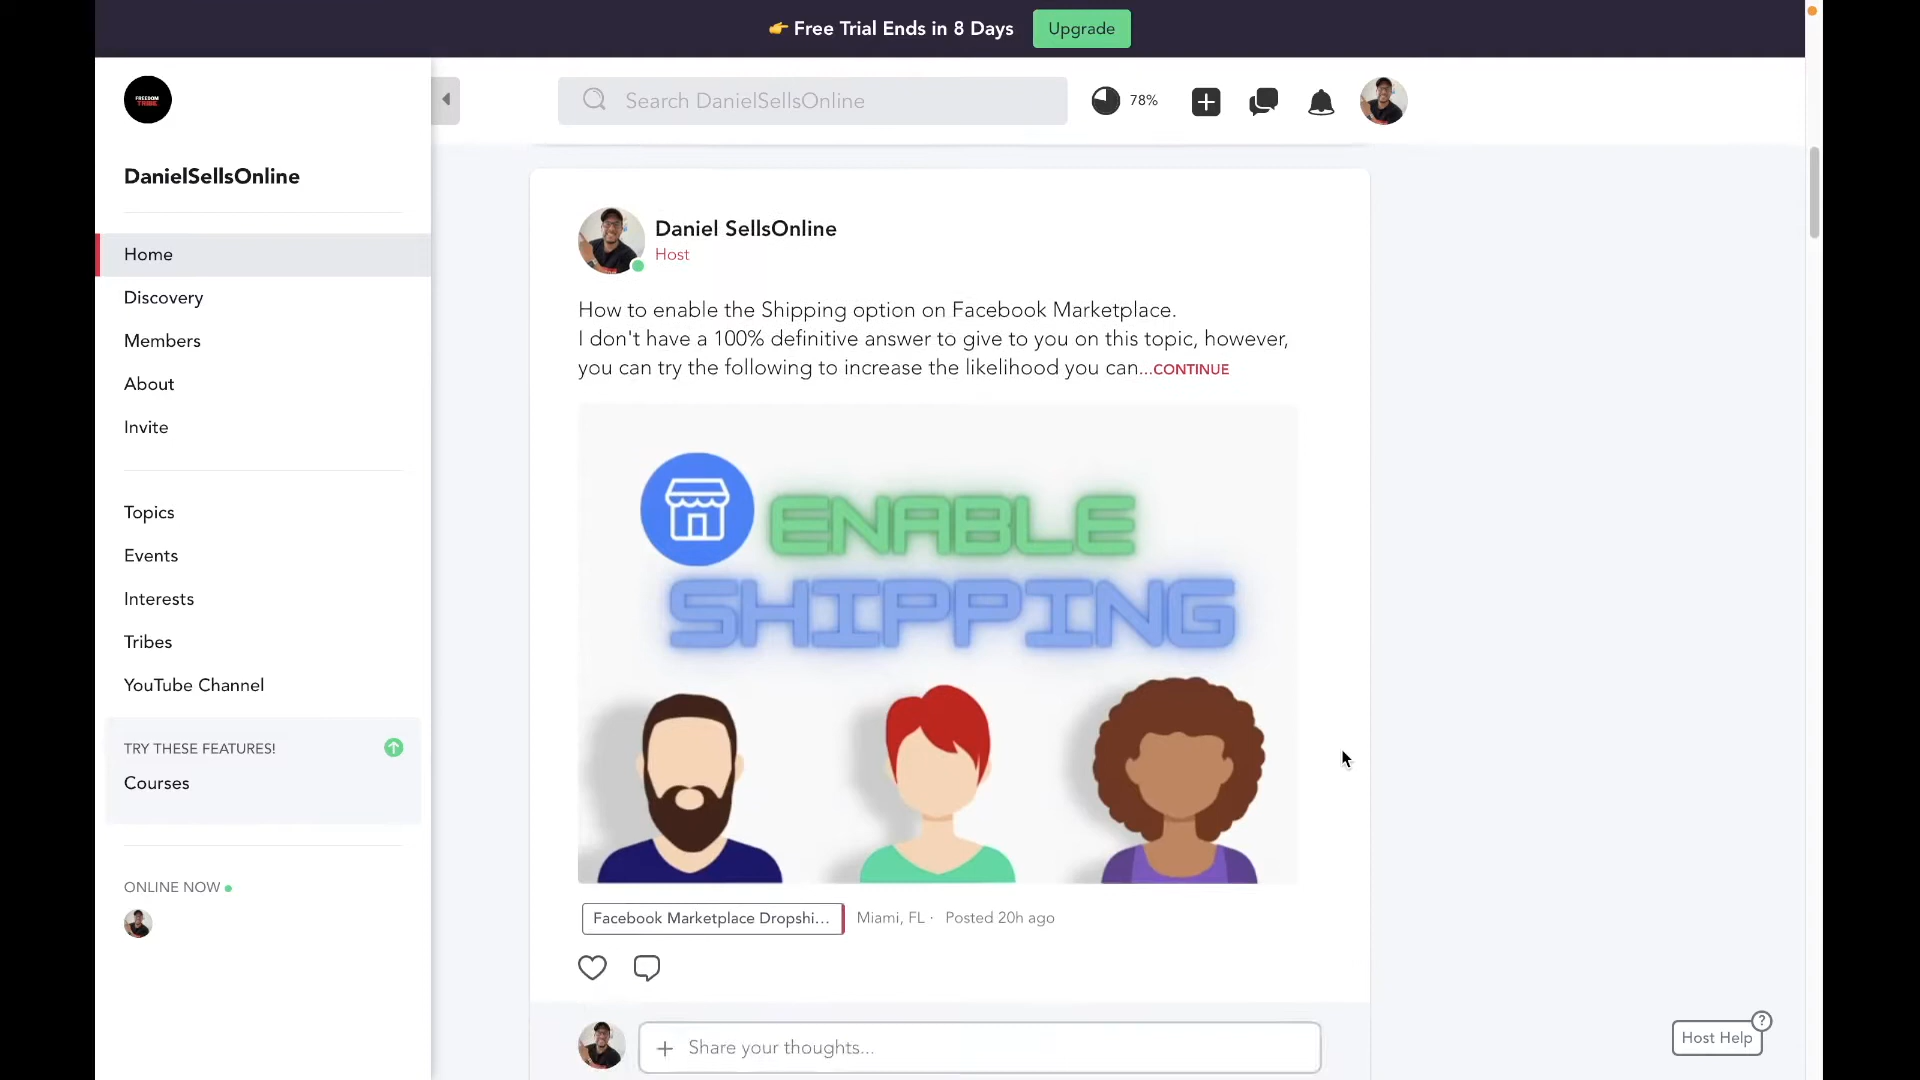 👉 Free Trial Ends in 8 Days
Upgrade
FREEDOM
TRIBE
Search DanielSellsOnline
78%
DanielSellsOnline
Home
Discovery
Members
About
Invite
Topics
Events
Interests
Tribes
YouTube Channel
TRY THESE FEATURES!
Courses
ONLINE NOW
Daniel SellsOnline
Host
How to enable the Shipping option on Facebook Marketplace.
I don't have a 100% definitive answer to give to you on this topic, however,
you can try the following to increase the likelihood you can...CONTINUE
ENABLE
SHIPPING
Facebook Marketplace Dropshi... Miami, FL · Posted 20h ago
+ Share your thoughts...
Host Help
?